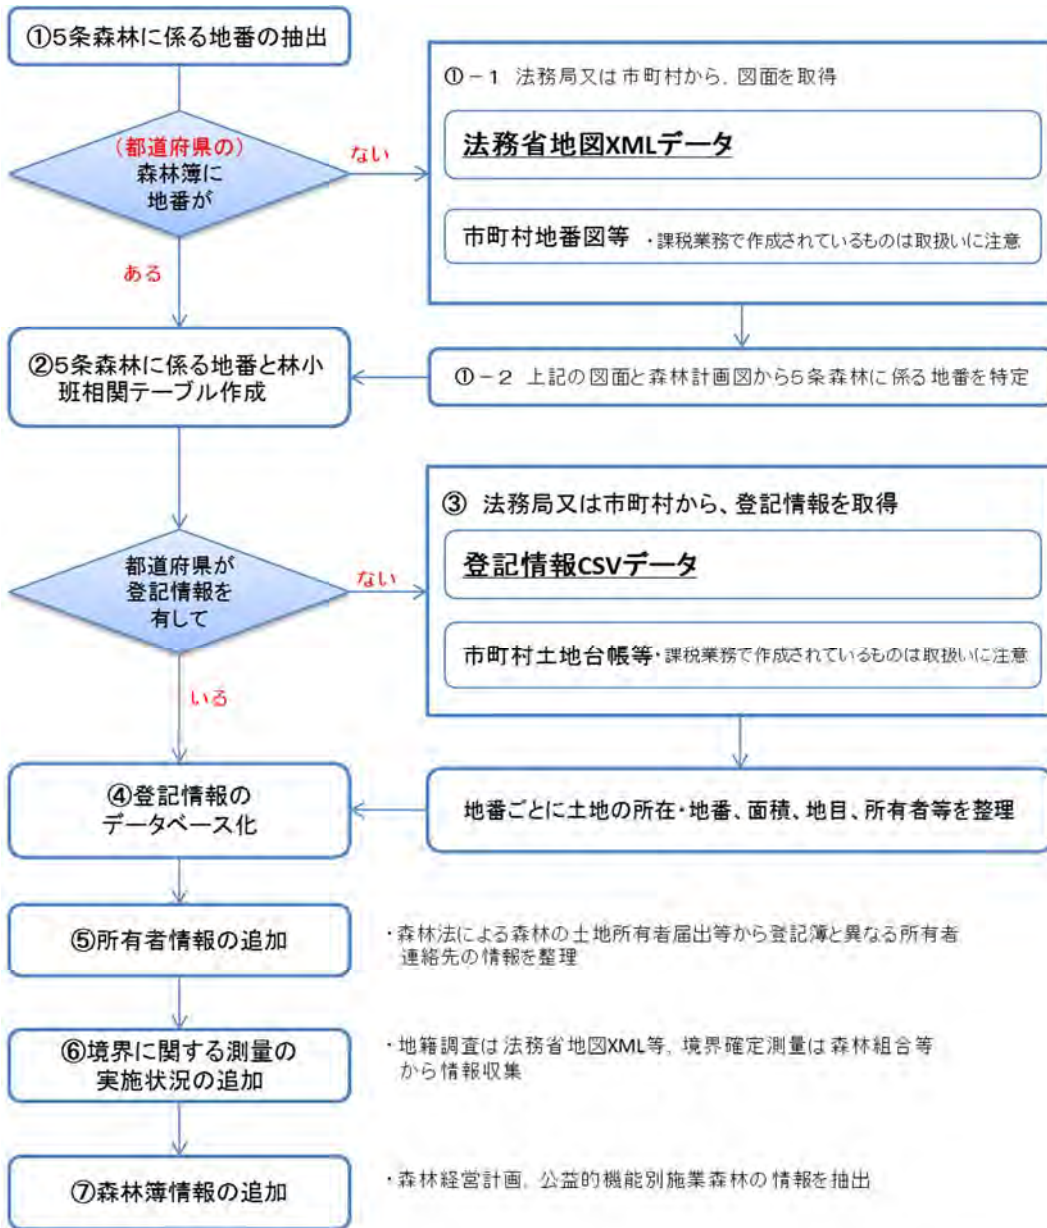 ①5条森林に係る地番の抽出
(都道府県の)
森林簿に
地番が
ない
①－1 法務局又は市町村から、図面を取得
法務省地図XMLデータ
市町村地番図等 ・課税業務で作成されているものは取扱いに注意
ある
②5条森林に係る地番と林小
班相関テーブル作成
①－2 上記の図面と森林計画図から5条森林に係る地番を特定
都道府県が
登記情報を
有して
ない
③ 法務局又は市町村から、登記情報を取得
登記情報CSVデータ
市町村土地台帳等・課税業務で作成されているものは取扱いに注意
いる
④登記情報の
データベース化
地番ごとに土地の所在・地番、面積、地目、所有者等を整理
⑤所有者情報の追加
・森林法による森林の土地所有者届出等から登記簿と異なる所有者
連絡先の情報を整理
⑥境界に関する測量の
実施状況の追加
・地籍調査は法務省地図XML等、境界確定測量は森林組合等
から情報収集
⑦森林簿情報の追加
・森林経営計画、公益的機能別施業森林の情報を抽出